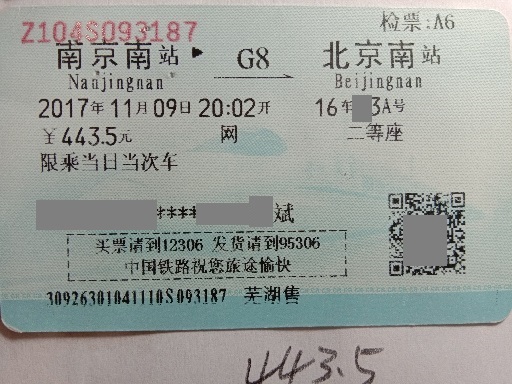 Z104S093187 检票:A6
南京南站 G8 北京南站
Nanjingnan Beijingnan
2017年11月09日20:02开 16车 3A号
￥443.5元 网 二等座
限乘当日当次车
****斌
买票请到12306 发货请到95306
中国铁路祝您旅途愉快
30926301041110S093187 芜湖售
443.5